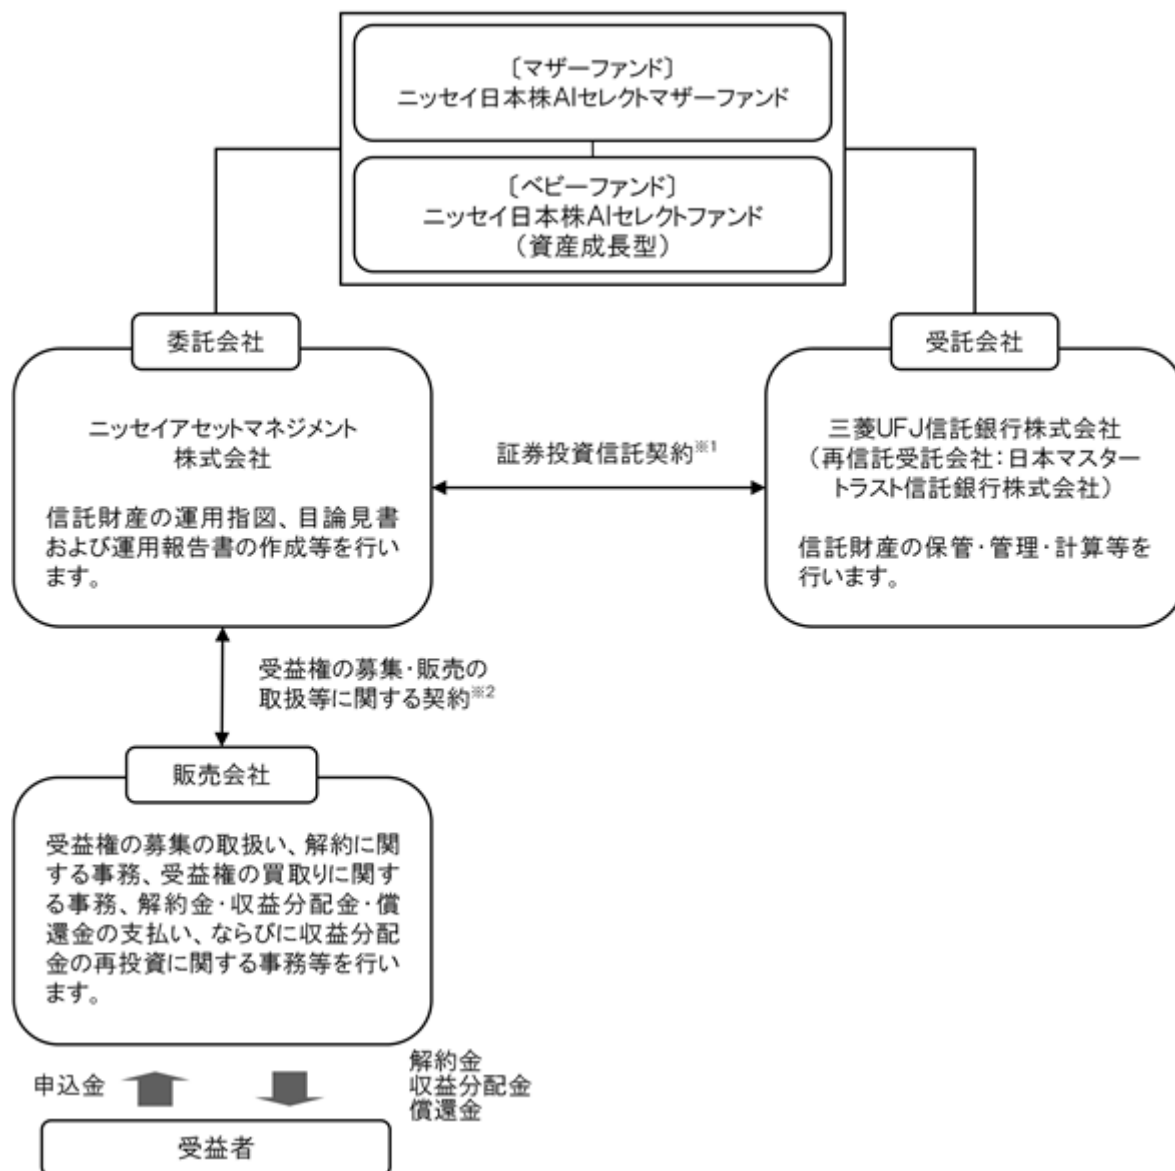 〔マザーファンド〕
ニッセイ日本株AIセレクトマザーファンド
〔ベビーファンド〕
ニッセイ日本株AIセレクトファンド
（資産成長型）
委託会社
ニッセイアセットマネジメント
株式会社
信託財産の運用指図、目論見書
および運用報告書の作成等を行い
ます。
証券投資信託契約※1
受託会社
三菱UFJ信託銀行株式会社
（再信託受託会社：日本マスター
トラスト信託銀行株式会社）
信託財産の保管・管理・計算等を
行います。
受益権の募集・販売の
取扱等に関する契約※2
販売会社
受益権の募集の取扱い、解約に関
する事務、受益権の買取りに関す
る事務、解約金・収益分配金・償
還金の支払い、ならびに収益分配
金の再投資に関する事務等を行い
ます。
申込金
解約金
収益分配金
償還金
受益者